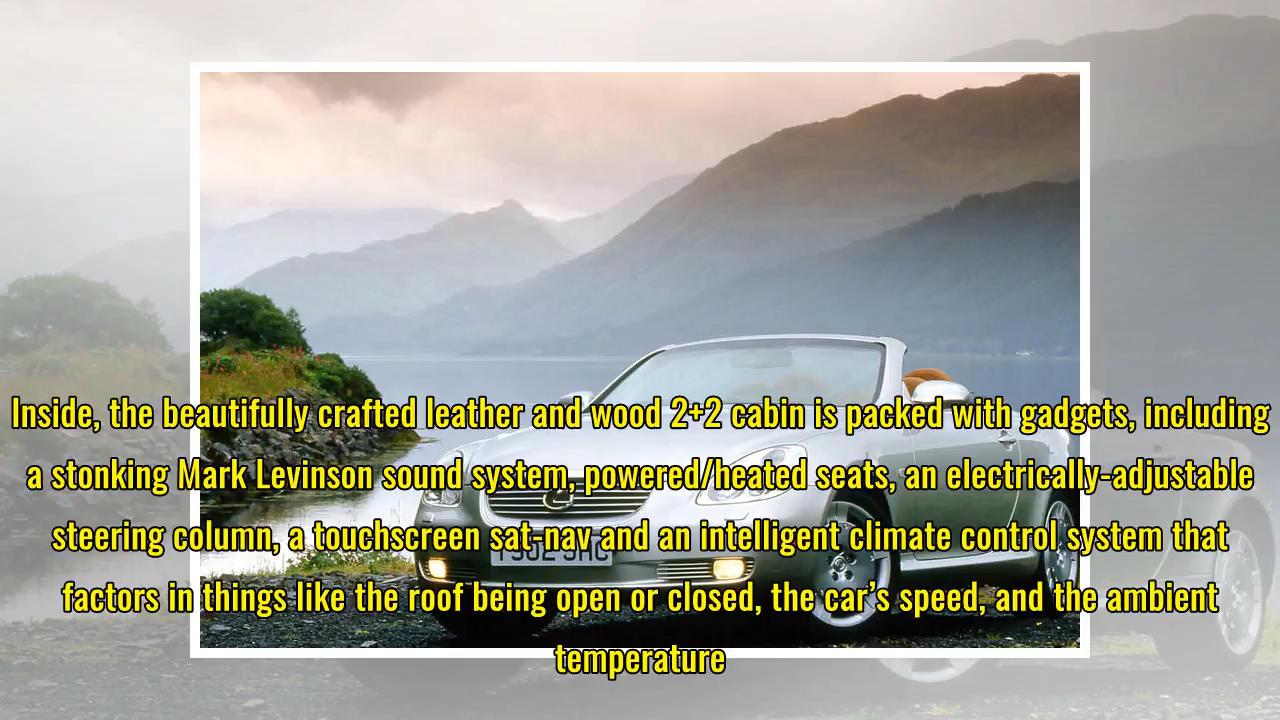 Inside, the beautifully crafted leather and wood 2+2 cabin is packed with gadgets, including
a stonking Mark Levinson sound system, powered/heated seats, an electrically-adjustable
steering column, a touchscreen sat-nav and an intelligent climate control system that
factors in things like the roof being open or closed, the car’s speed, and the ambient
temperature